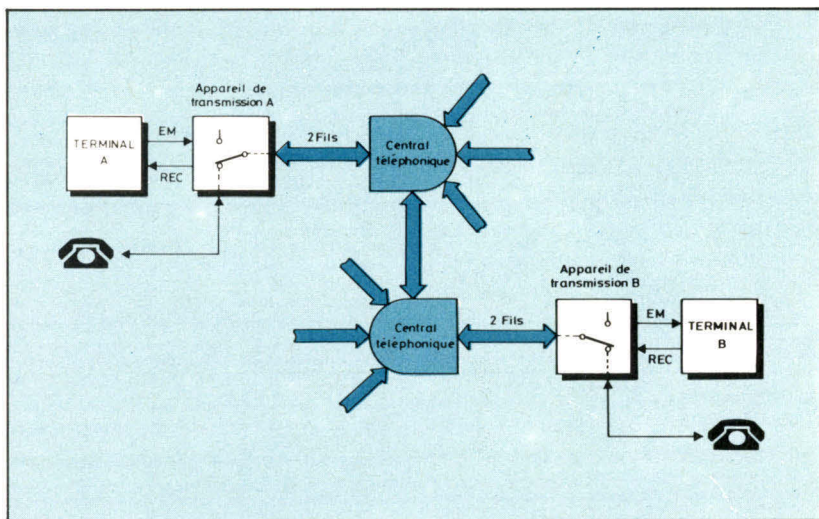 Appareil de
transmission A
TERMINAL
A
EM
REC
2 Fils
Central
téléphonique
Central
téléphonique
2 Fils
Appareil de
transmission B
EM
REC
TERMINAL
B